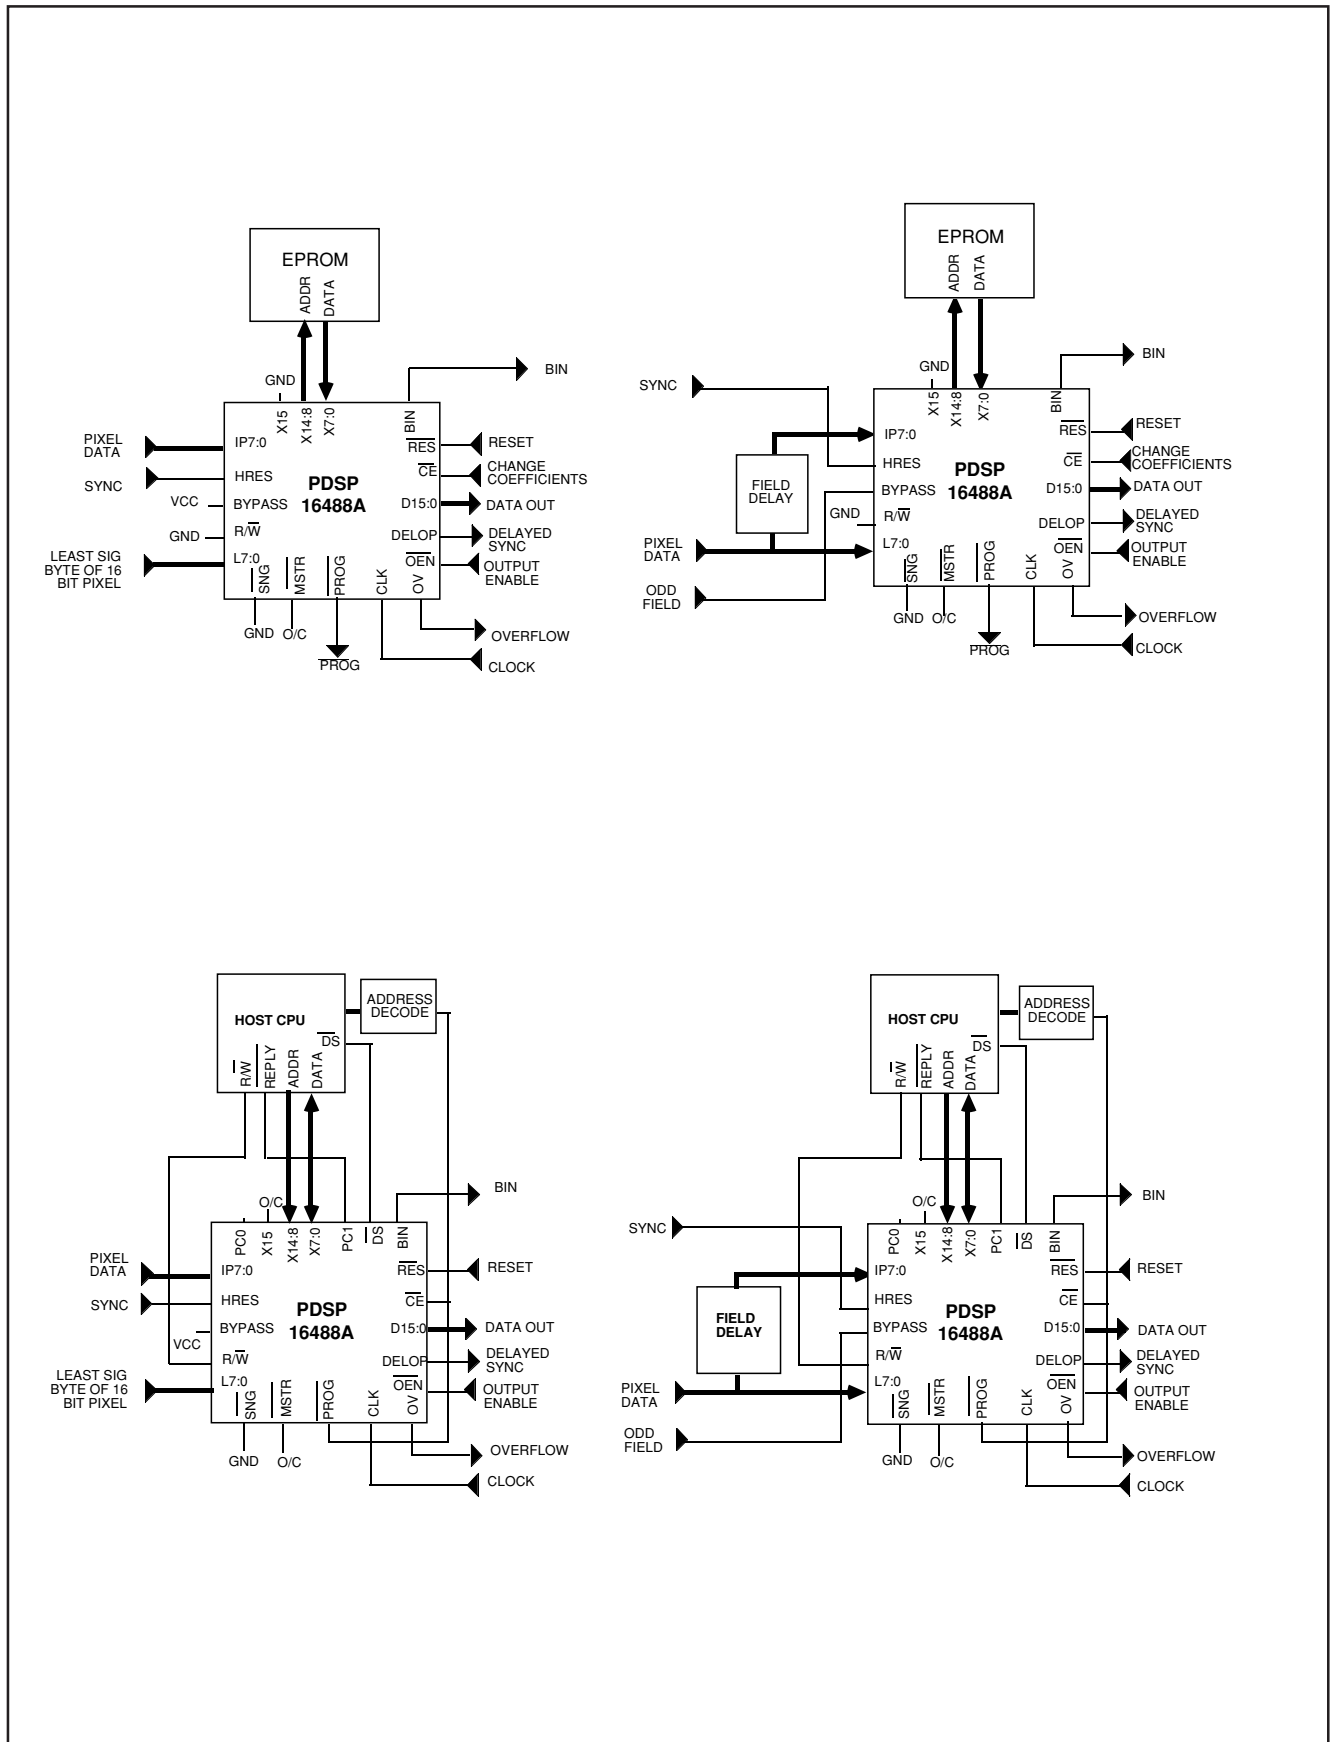 EPROM
ADDR
DATA
GND
BIN
X15
X14:8
X7:0
BIN
PIXEL
DATA
IP7:0
RES
RESET
SYNC
HRES
PDSP
16488A
CE
CHANGE
COEFFICIENTS
VCC
BYPASS
D15:0
DATA OUT
GND
R/W
DELOP
DELAYED
SYNC
LEAST SIG
BYTE OF 16
BIT PIXEL
L7:0
OEN
OUTPUT
ENABLE
SNG
MSTR
PROG
CLK
OV
GND
O/C
PROG
OVERFLOW
CLOCK
EPROM
ADDR
DATA
GND
BIN
SYNC
X15
X14:8
X7:0
BIN
IP7:0
RES
RESET
HRES
PDSP
16488A
CE
CHANGE
COEFFICIENTS
FIELD
DELAY
BYPASS
D15:0
DATA OUT
GND
R/W
DELOP
DELAYED
SYNC
PIXEL
DATA
L7:0
OEN
OUTPUT
ENABLE
ODD
FIELD
SNG
MSTR
PROG
CLK
OV
GND
O/C
PROG
OVERFLOW
CLOCK
HOST CPU
ADDRESS
DECODE
DS
R/W
REPLY
ADDR
DATA
O/C
BIN
PC0
X15
X14:8
X7:0
PC1
DS
BIN
PIXEL
DATA
IP7:0
RES
RESET
SYNC
HRES
PDSP
16488A
CE
VCC
BYPASS
D15:0
DATA OUT
R/W
DELOP
DELAYED
SYNC
LEAST SIG
BYTE OF 16
BIT PIXEL
L7:0
OEN
OUTPUT
ENABLE
SNG
MSTR
PROG
CLK
OV
GND
O/C
OVERFLOW
CLOCK
HOST CPU
ADDRESS
DECODE
DS
R/W
REPLY
ADDR
DATA
O/C
BIN
SYNC
PC0
X15
X14:8
X7:0
PC1
DS
BIN
IP7:0
RES
RESET
HRES
PDSP
16488A
CE
FIELD
DELAY
BYPASS
D15:0
DATA OUT
R/W
DELOP
DELAYED
SYNC
PIXEL
DATA
L7:0
OEN
OUTPUT
ENABLE
ODD
FIELD
SNG
MSTR
PROG
CLK
OV
GND
O/C
OVERFLOW
CLOCK